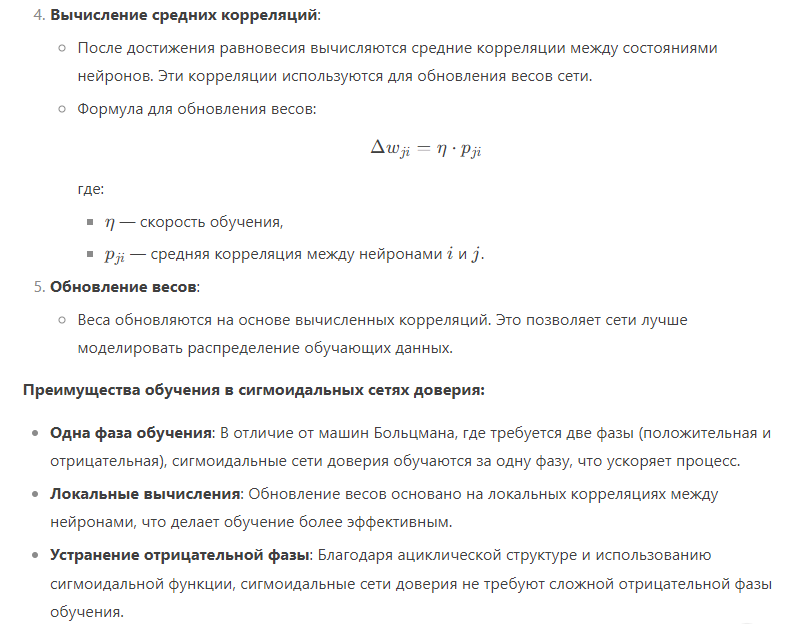 4. Вычисление средних корреляций:
○ После достижения равновесия вычисляются средние корреляции между состояниями
нейронов. Эти корреляции используются для обновления весов сети.
○ Формула для обновления весов:
Δw_{ji} = η · p_{ji}
где:
▪ η — скорость обучения,
▪ p_{ji} — средняя корреляция между нейронами i и j.
5. Обновление весов:
○ Веса обновляются на основе вычисленных корреляций. Это позволяет сети лучше
моделировать распределение обучающих данных.
Преимущества обучения в сигмоидальных сетях доверия:
• Одна фаза обучения: В отличие от машин Больцмана, где требуется две фазы (положительная и
отрицательная), сигмоидальные сети доверия обучаются за одну фазу, что ускоряет процесс.
• Локальные вычисления: Обновление весов основано на локальных корреляциях между
нейронами, что делает обучение более эффективным.
• Устранение отрицательной фазы: Благодаря ациклической структуре и использованию
сигмоидальной функции, сигмоидальные сети доверия не требуют сложной отрицательной фазы
обучения.